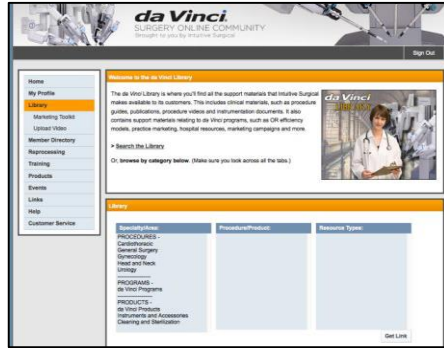 da Vinci.
SURGERY ONLINE COMMUNITY
Brought to you by Intuitive Surgical
Sign Out
Home
My Profile
Library
Marketing Toolkit
Upload Video
Member Directory
Reprocessing
Training
Products
Events
Links
Help
Customer Service
Welcome to the da Vinci Library
The da Vinci Library is where you'll find all the support materials that Intuitive Surgical
makes available to its customers. This includes clinical materials, such as procedure
guides, publications, procedure videos and instrumentation documents. It also
contains support materials relating to da Vinci programs, such as OR efficiency
models, practice marketing, hospital resources, marketing campaigns and more.
> Search the Library
Or, browse by category below. (Make sure you look across all the tabs.)
da Vinci
Library
Specialty/Area:
PROCEDURES -
Cardiothoracic
General Surgery
Gynecology
Head and Neck
Urology
--------------------
PROGRAMS -
da Vinci Programs
--------------------
PRODUCTS -
da Vinci Products
Instruments and Accessories
Cleaning and Sterilization
Procedure/Product:
Resource Types:
Get Link